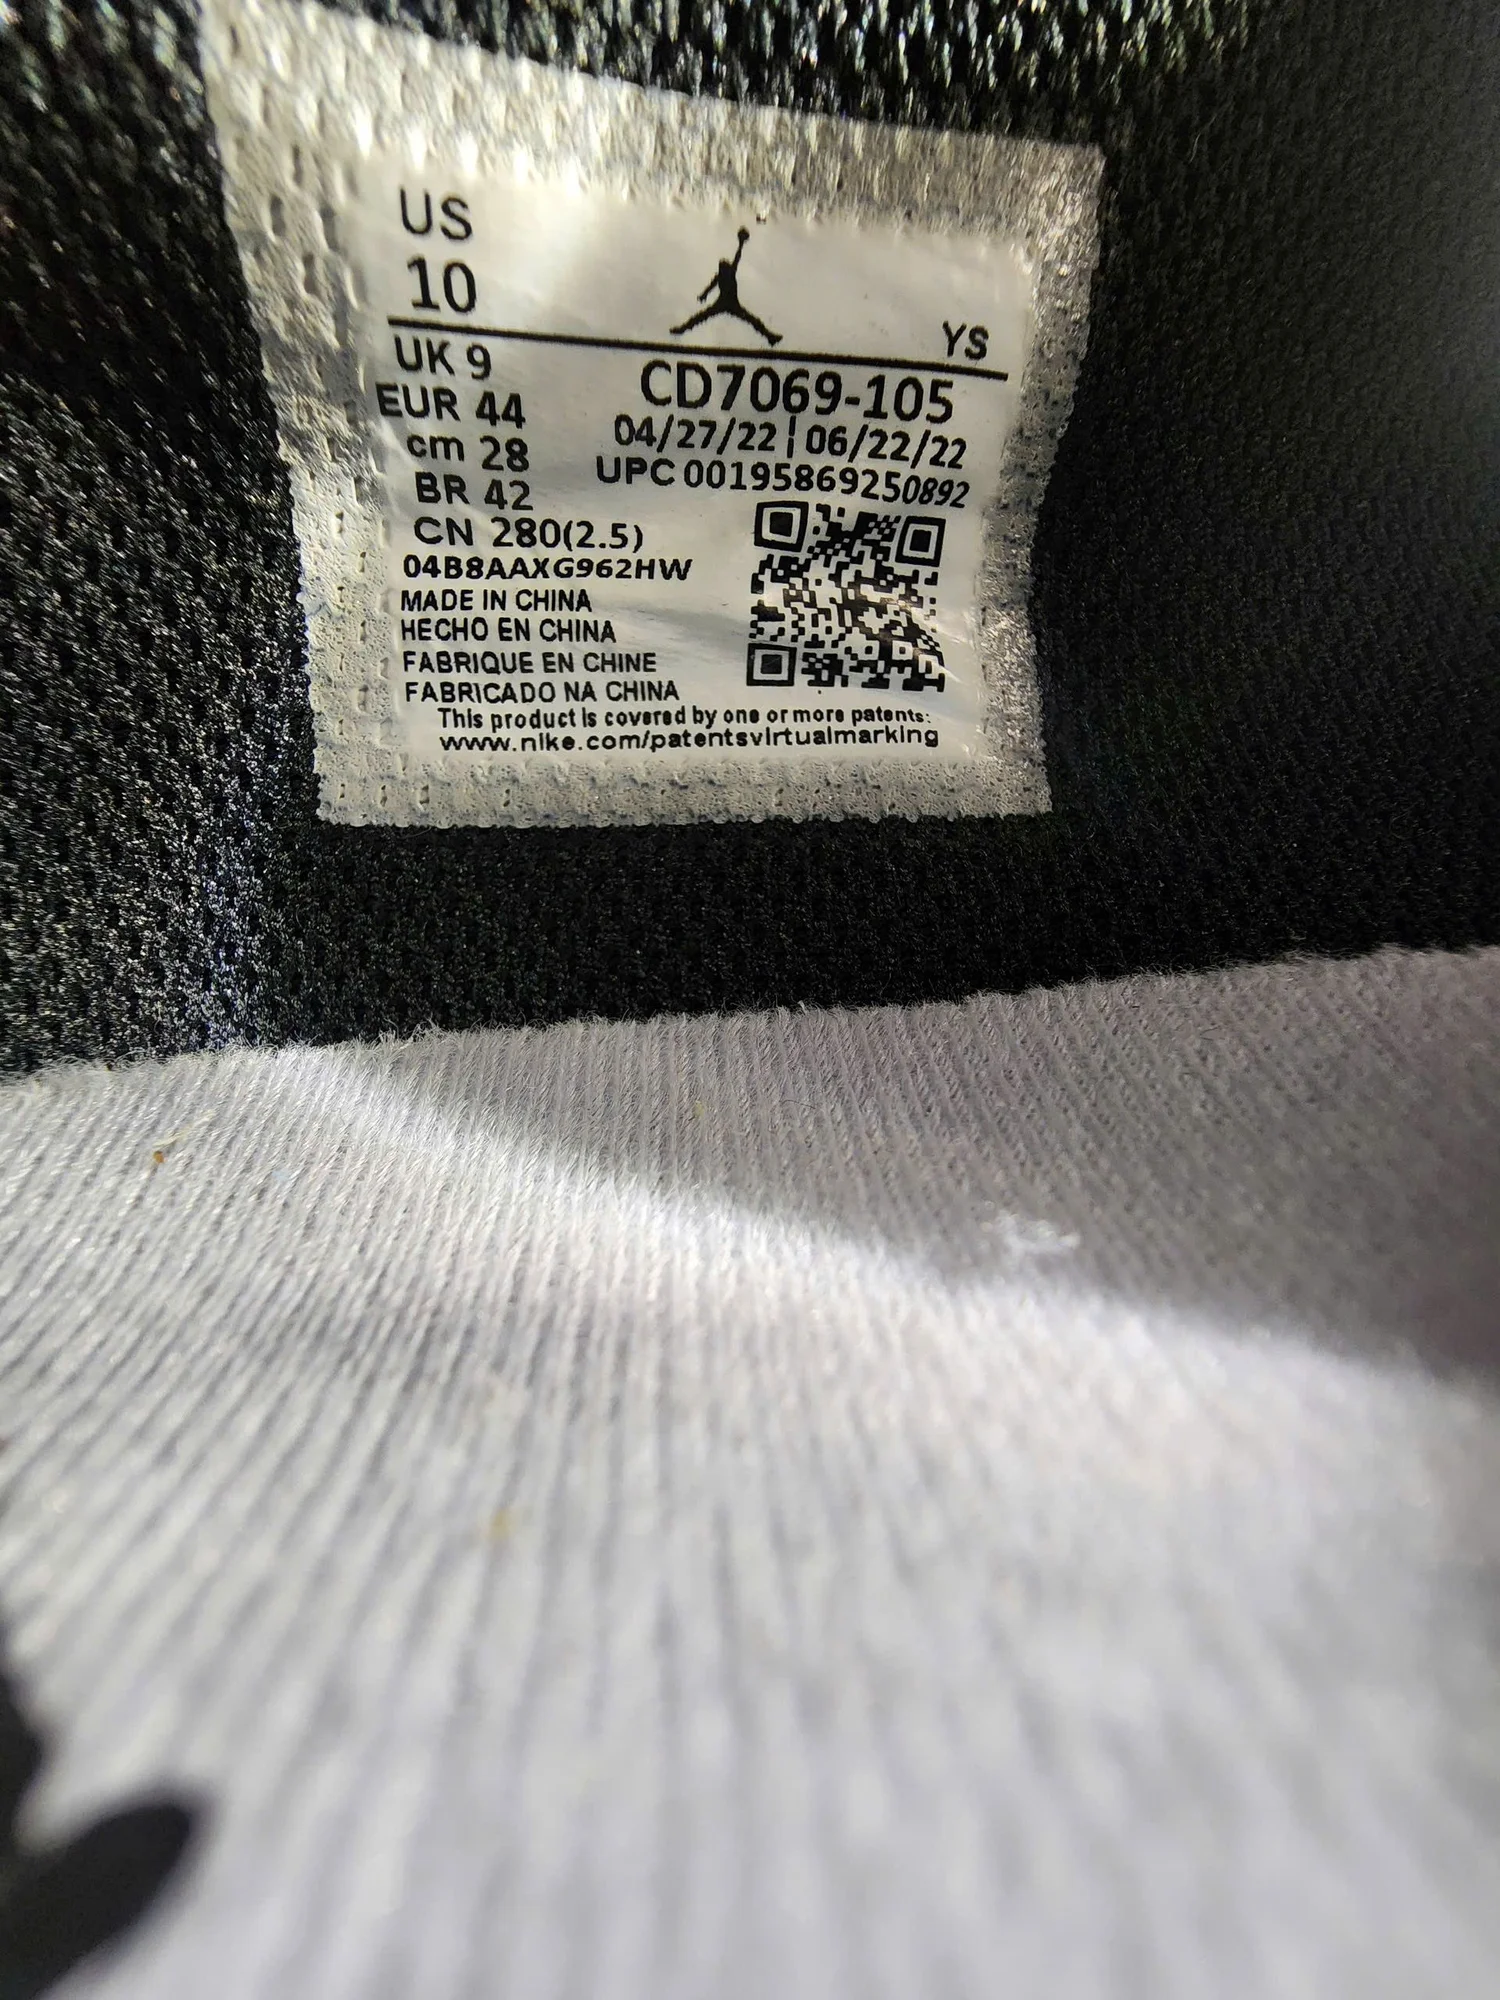 US
10
YS
UK 9
EUR 44
cm 28
BR 42
CN 280(2.5)
CD7069-105
04/27/22 | 06/22/22
UPC 00195869250892
04B8AAXG962HW
MADE IN CHINA
HECHO EN CHINA
FABRIQUE EN CHINE
FABRICADO NA CHINA
This product is covered by one or more patents:
www.nike.com/patentsvirtualmarking